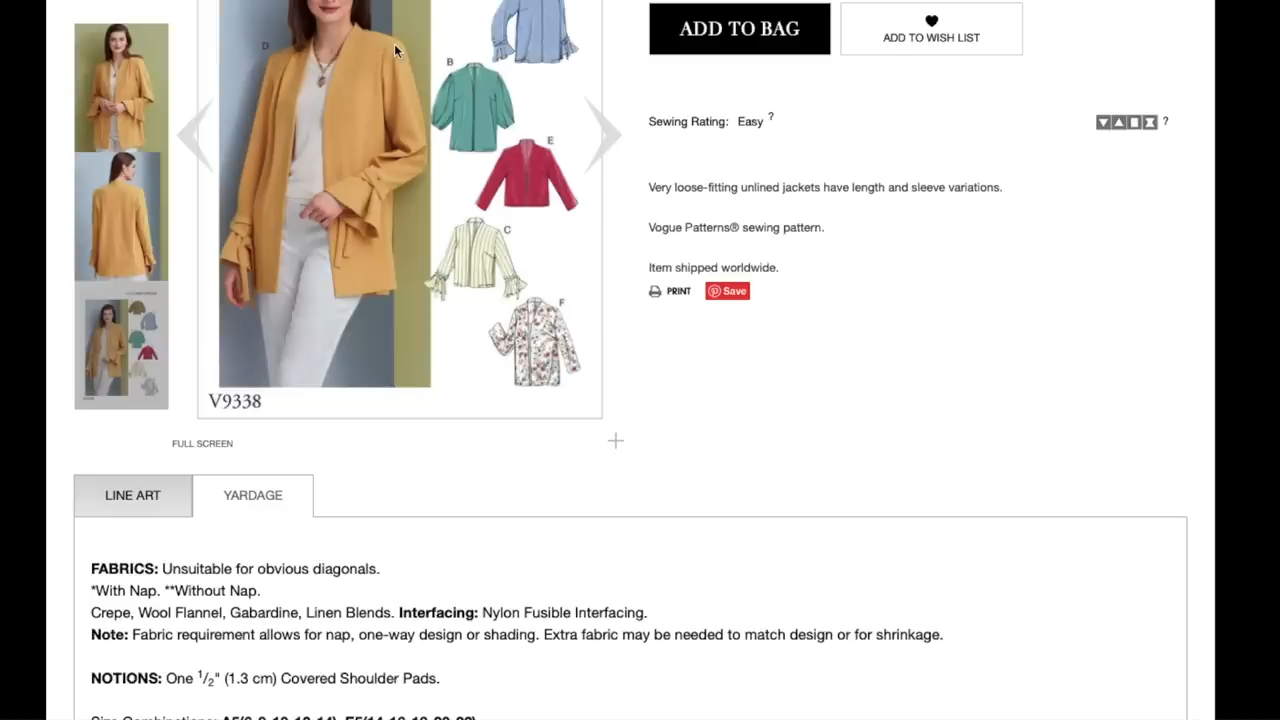 ADD TO BAG
ADD TO WISH LIST
D
B
E
C
F
Sewing Rating: Easy ?
?
Very loose-fitting unlined jackets have length and sleeve variations.
Vogue Patterns® sewing pattern.
Item shipped worldwide.
PRINT
Save
V9338
FULL SCREEN
LINE ART
YARDAGE
FABRICS: Unsuitable for obvious diagonals.
*With Nap. **Without Nap.
Crepe, Wool Flannel, Gabardine, Linen Blends. Interfacing: Nylon Fusible Interfacing.
Note: Fabric requirement allows for nap, one-way design or shading. Extra fabric may be needed to match design or for shrinkage.
NOTIONS: One 1/2" (1.3 cm) Covered Shoulder Pads.
Size Combinations: